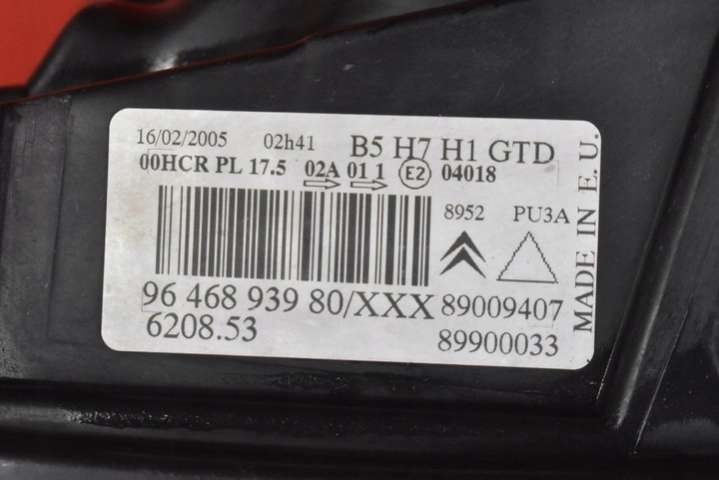 16/02/2005 02h41 B5 H7 H1 GTD
00HCR PL 17.5 02A 01 1 E2 04018
8952 PU3A
96 468 939 80/XXX 89009407
6208.53 89900033
MADE IN E.U.